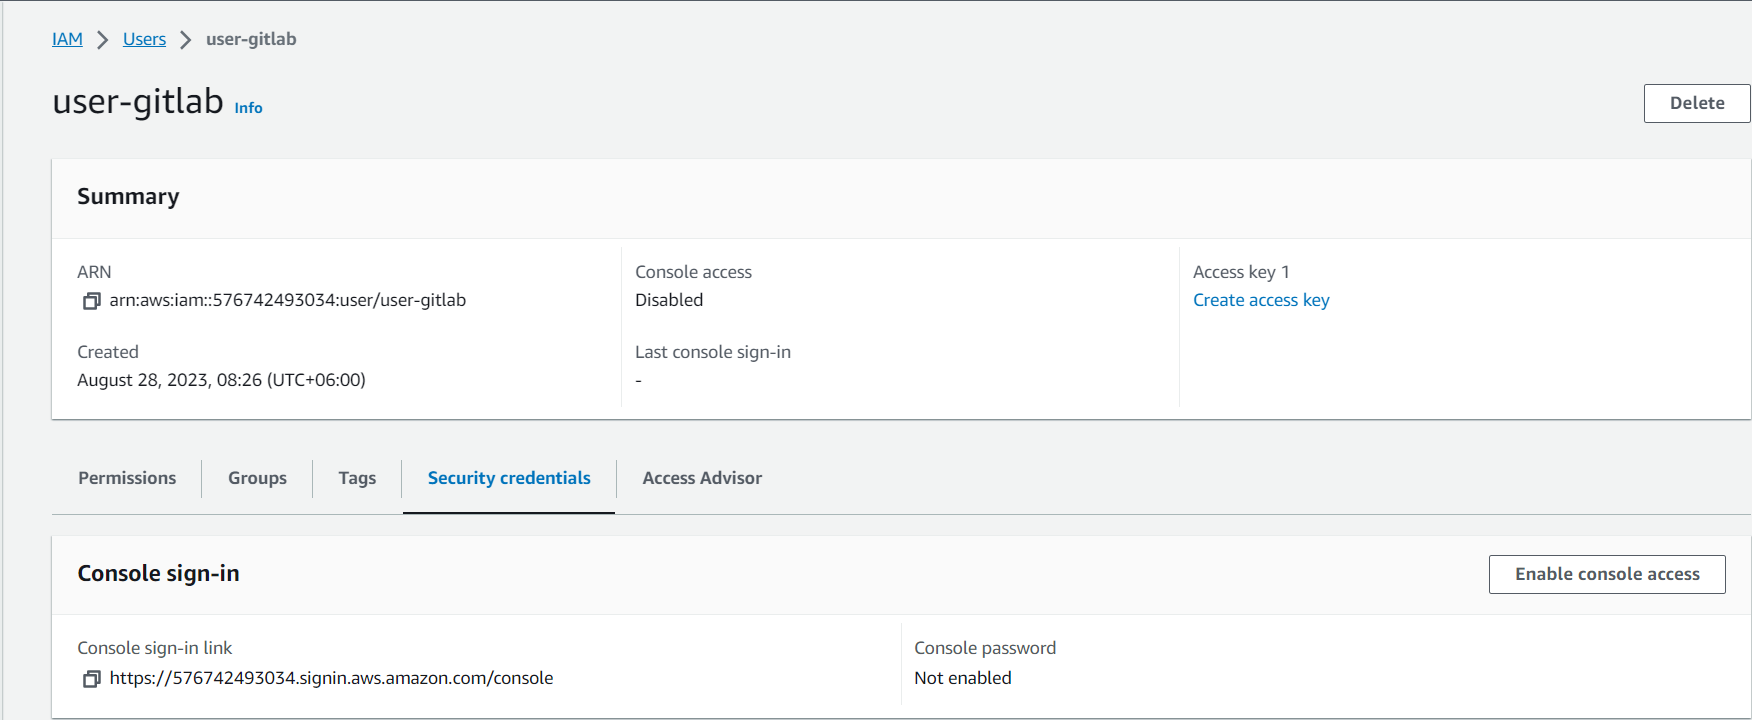 IAM > Users > user-gitlab
user-gitlab Info
Delete
Summary
ARN
arn:aws:iam::576742493034:user/user-gitlab
Created
August 28, 2023, 08:26 (UTC+06:00)
Console access
Disabled
Last console sign-in
-
Access key 1
Create access key
Permissions
Groups
Tags
Security credentials
Access Advisor
Console sign-in
Enable console access
Console sign-in link
https://576742493034.signin.aws.amazon.com/console
Console password
Not enabled